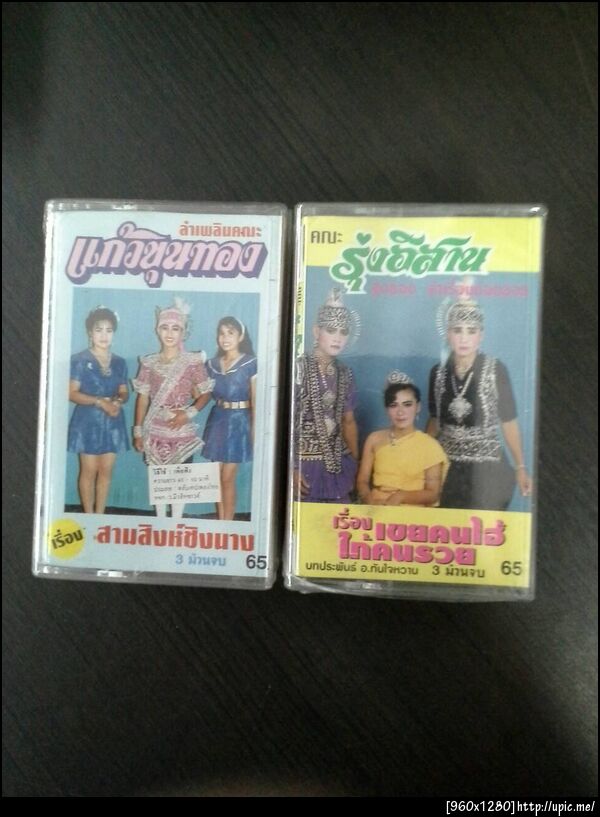 ลำเพลินคณะ
แก้วขุนทอง
เรื่อง
สามสิงห์ชิงนาง
3 ม้วนจบ
65
คณะ
รุ่งอีสาน
เรื่อง เขยคนไฮ้
ใภ้คนรวย
บทประพันธ์ อ.ทันใจหวาน 3 ม้วนจบ 65
[960x1280]http://upic.me/